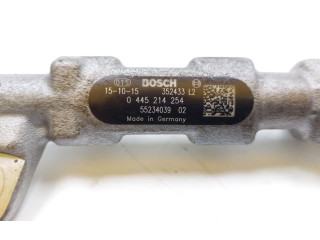 BOSCH
15-10-15 352433 L2
0 445 214 254
55234039 02
Made in Germany